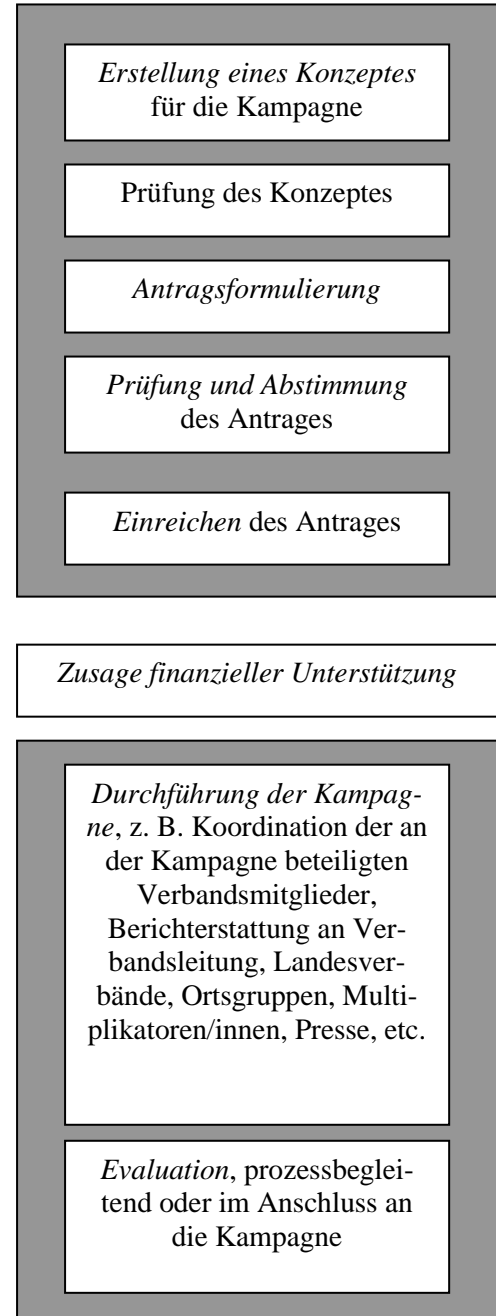 Erstellung eines Konzeptes
für die Kampagne
Prüfung des Konzeptes
Antragsformulierung
Prüfung und Abstimmung
des Antrages
Einreichen des Antrages
Zusage finanzieller Unterstützung
Durchführung der Kampag-
ne, z. B. Koordination der an
der Kampagne beteiligten
Verbandsmitglieder,
Berichterstattung an Ver-
bandsleitung, Landesver-
bände, Ortsgruppen, Multi-
plikatoren/innen, Presse, etc.
Evaluation, prozessbeglei-
tend oder im Anschluss an
die Kampagne